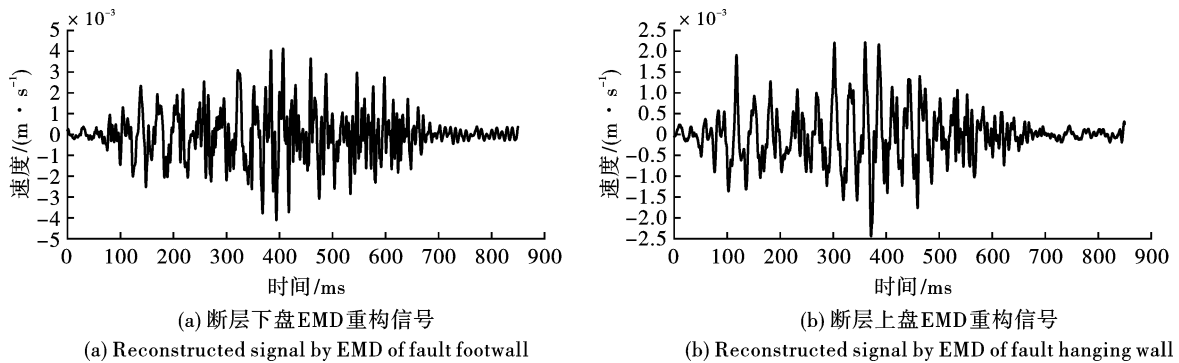 × 10⁻³
5
4
3
2
1
0
−1
−2
−3
−4
−5
速度/(m·s⁻¹)
0 100 200 300 400 500 600 700 800 900
时间/ms
(a) 断层下盘EMD重构信号
(a) Reconstructed signal by EMD of fault footwall
× 10⁻³
2.5
2.0
1.5
1.0
0.5
0
−0.5
−1.0
−1.5
−2.0
−2.5
速度/(m·s⁻¹)
0 100 200 300 400 500 600 700 800 900
时间/ms
(b) 断层上盘EMD重构信号
(b) Reconstructed signal by EMD of fault hanging wall